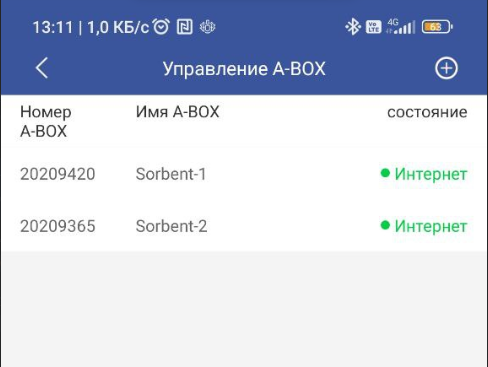 13:11 | 1,0 КБ/с
4G
63
Управление A-BOX
Номер A-BOX Имя A-BOX состояние
20209420 Sorbent-1 Интернет
20209365 Sorbent-2 Интернет